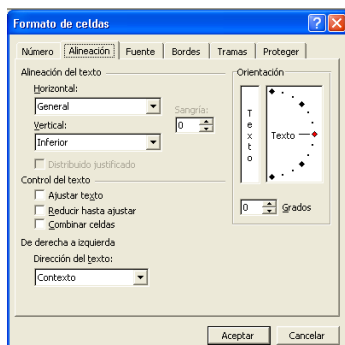 Formato de celdas
Número Alineación Fuente Bordes Tramas Proteger
Alineación del texto
Horizontal:
General
Sangría:
Vertical:
0
Inferior
Distribuido justificado
Control del texto
Ajustar texto
Reducir hasta ajustar
Combinar celdas
De derecha a izquierda
Dirección del texto:
Contexto
Orientación
Texto
Texto
0 Grados
Aceptar Cancelar